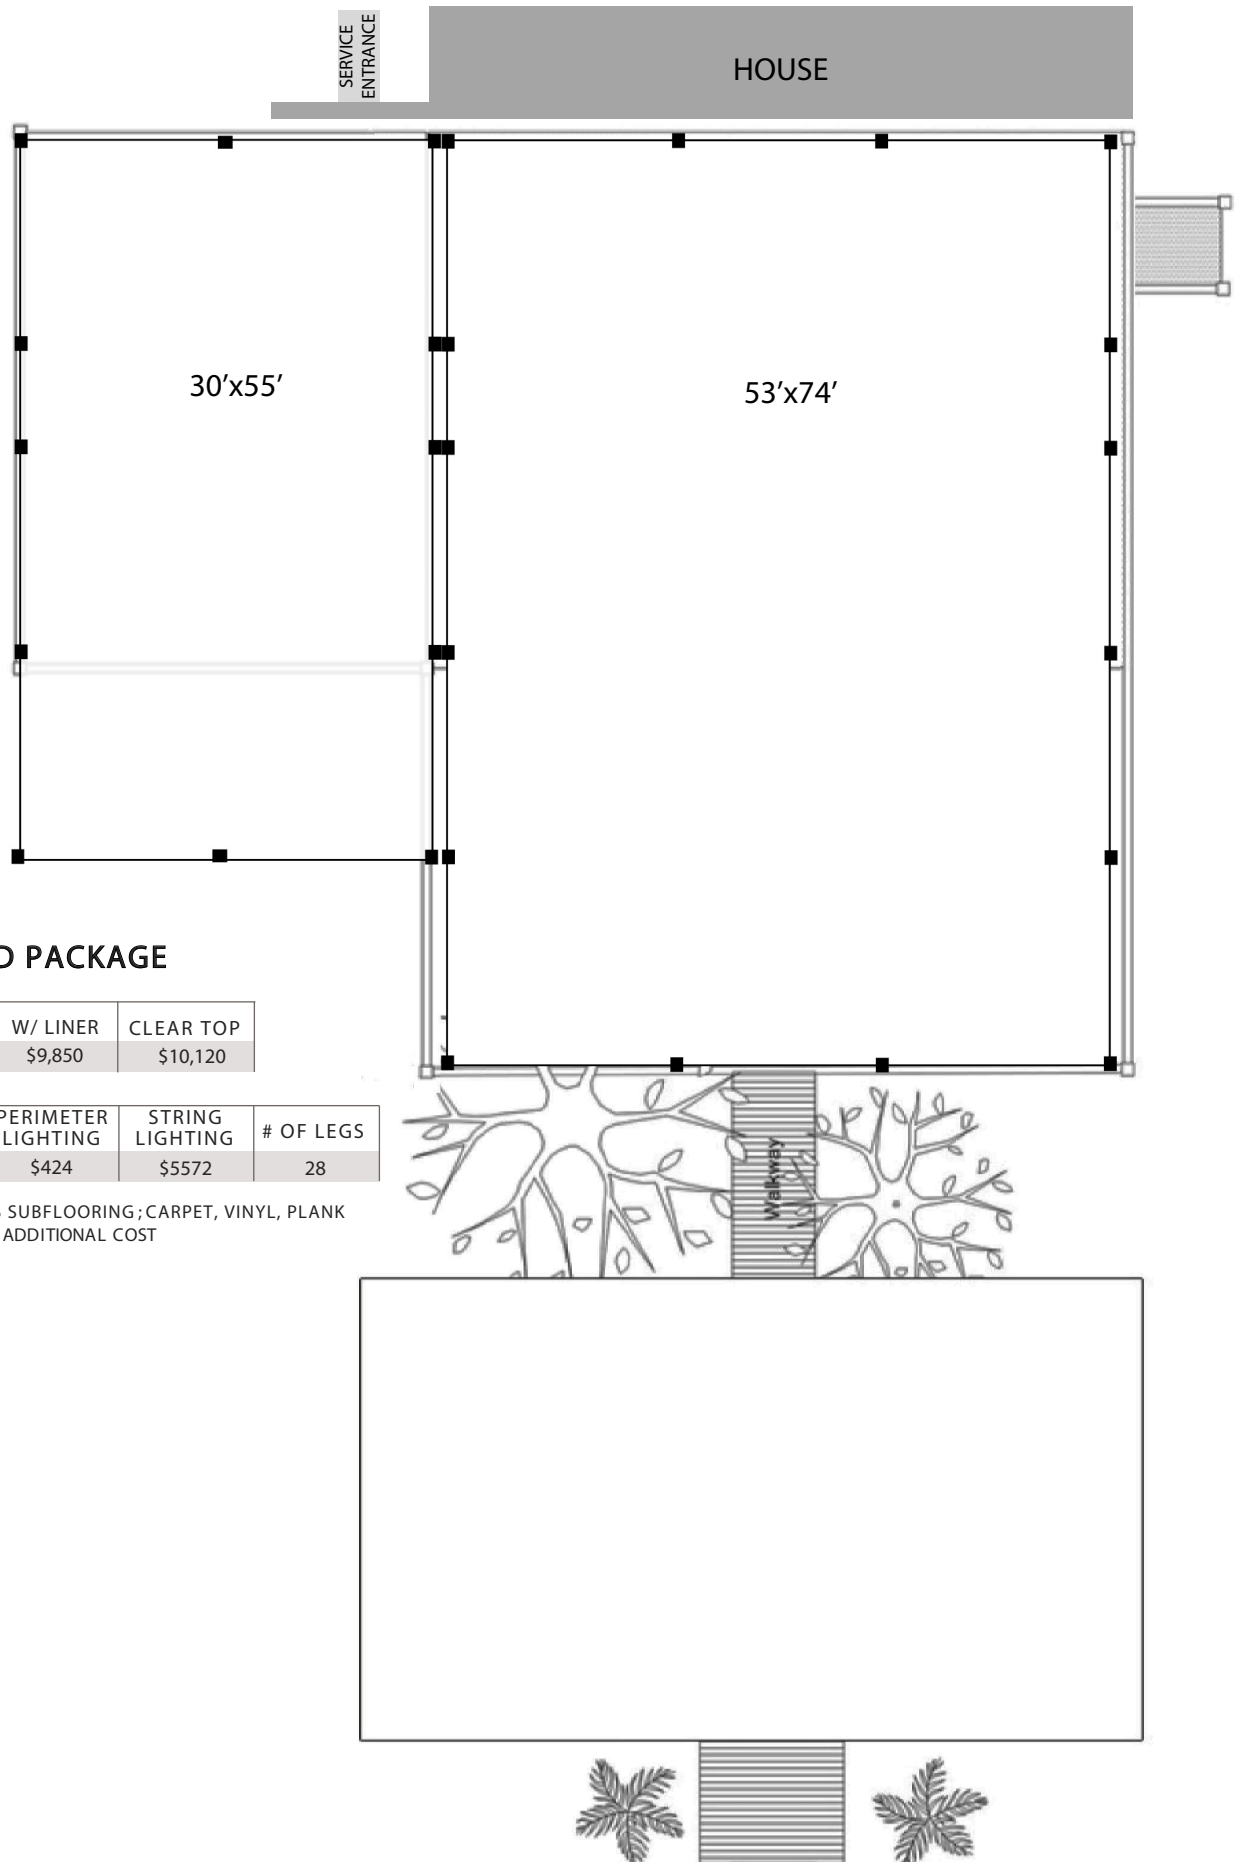 SERVICE
ENTRANCE
HOUSE
30’x55’
53’x74’
PACKAGE
W/ LINER CLEAR TOP
$9,850 $10,120
PERIMETER
LIGHTING
STRING
LIGHTING
# OF LEGS
$424 $5572 28
SUBFLOORING; CARPET, VINYL, PLANK
ADDITIONAL COST
Walkway